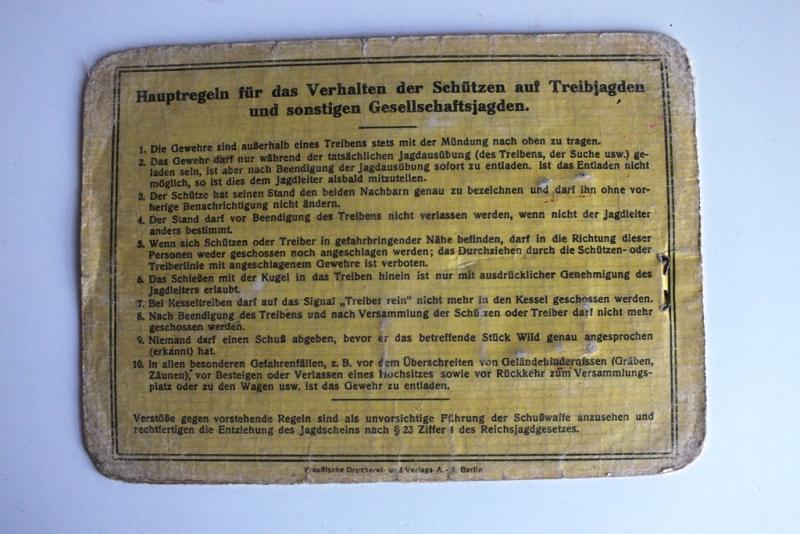 Hauptregeln für das Verhalten der Schützen auf Treibjagden
und sonstigen Gesellschaftsjagden.
1. Die Gewehre sind außerhalb eines Treibens stets mit der Mündung nach oben zu tragen.
2. Das Gewehr darf nur während der tatsächlichen Jagdausübung (des Treibens, der Suche usw.) ge-
laden sein, ist aber nach Beendigung der Jagdausübung sofort zu entladen. Ist das Entladen nicht
möglich, so ist dies dem Jagdleiter alsbald mitzuteilen.
3. Der Schütze hat seinen Stand den beiden Nachbarn genau zu bezeichnen und darf ihn ohne vor-
herige Benachrichtigung nicht ändern.
4. Der Stand darf vor Beendigung des Treibens nicht verlassen werden, wenn nicht der Jagdleiter
anders bestimmt.
5. Wenn sich Schützen oder Treiber in gefahrbringender Nähe befinden, darf in die Richtung dieser
Personen weder geschossen noch angeschlagen werden; das Durchziehen durch die Schützen- oder
Treiberlinie mit angeschlagenem Gewehre ist verboten.
6. Das Schießen mit der Kugel in das Treiben hinein ist nur mit ausdrücklicher Genehmigung des
Jagdleiters erlaubt.
7. Bei Kesseltreiben darf auf das Signal „Treiber rein" nicht mehr in den Kessel geschossen werden.
8. Nach Beendigung des Treibens und nach Versammlung der Schützen oder Treiber darf nicht mehr
geschossen werden.
9. Niemand darf einen Schuß abgeben, bevor er das betreffende Stück Wild genau angesprochen
(erkannt) hat.
10. In allen besonderen Gefahrenfällen, z. B. vor dem Überschreiten von Geländehindernissen (Gräben,
Zäunen), vor Besteigen oder Verlassen eines Hochsitzes sowie vor Rückkehr zum Versammlungs-
platz oder zu den Wagen usw. ist das Gewehr zu entladen.
Verstöße gegen vorstehende Regeln sind als unvorsichtige Führung der Schußwaffe anzusehen und
rechtfertigen die Entziehung des Jagdscheins nach § 23 Ziffer des Reichsjagdgesetzes.
Preußische Druckerei- und Verlags-A.- Berlin